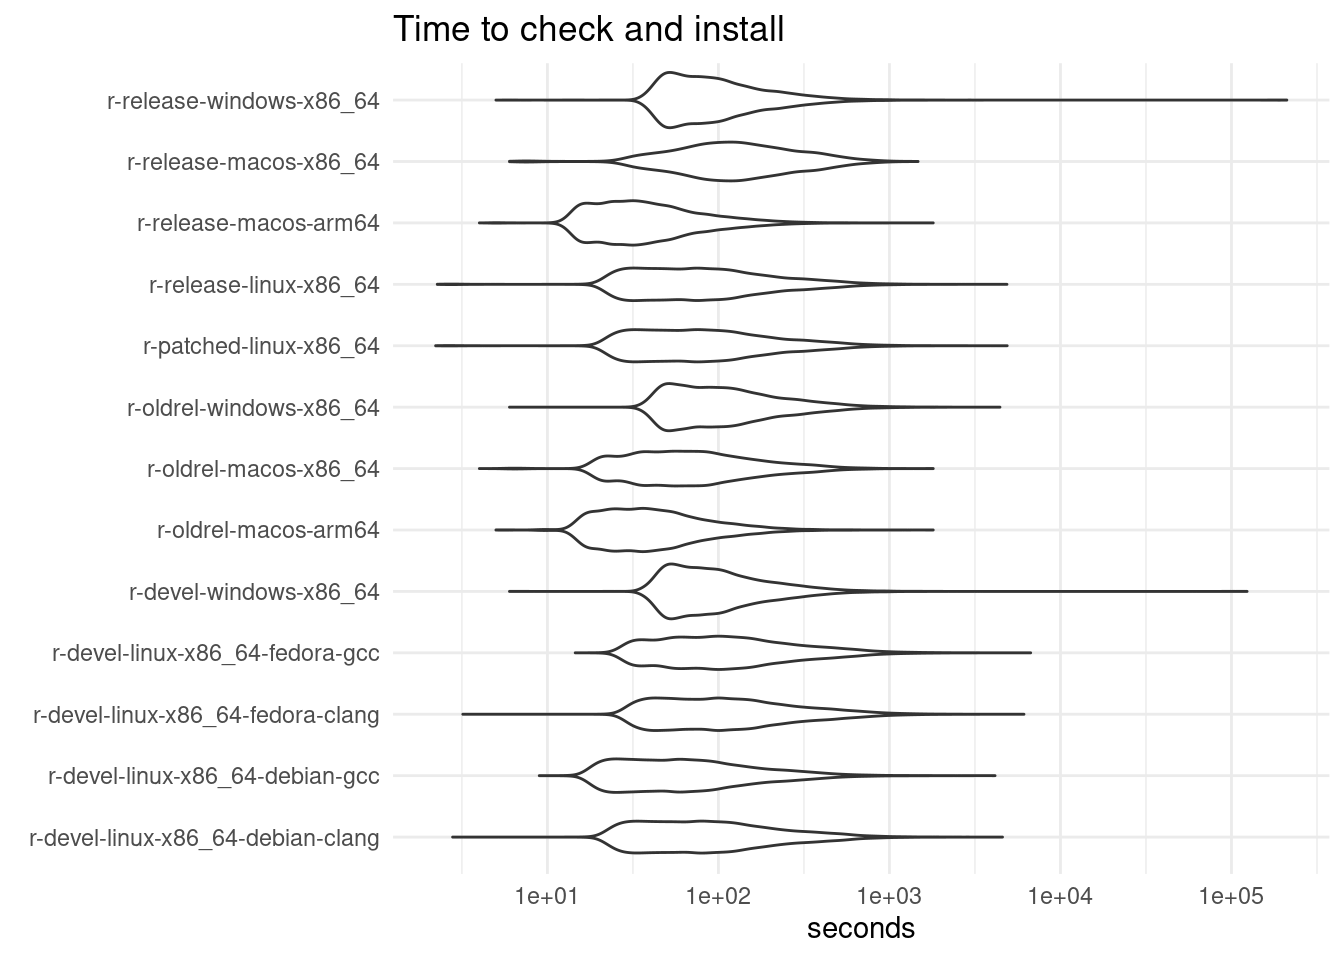 Time to check and install
r-release-windows-x86_64
r-release-macos-x86_64
r-release-macos-arm64
r-release-linux-x86_64
r-patched-linux-x86_64
r-oldrel-windows-x86_64
r-oldrel-macos-x86_64
r-oldrel-macos-arm64
r-devel-windows-x86_64
r-devel-linux-x86_64-fedora-gcc
r-devel-linux-x86_64-fedora-clang
r-devel-linux-x86_64-debian-gcc
r-devel-linux-x86_64-debian-clang
1e+01 1e+02 1e+03 1e+04 1e+05
seconds